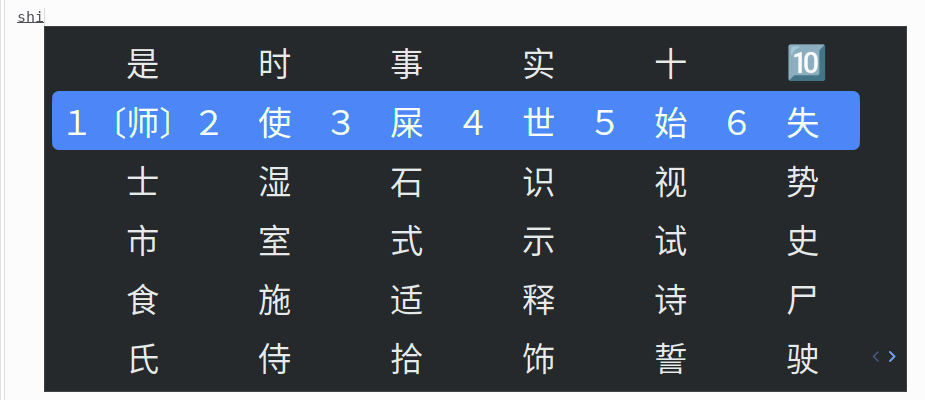 shi
是 时 事 实 十 🔟
1〔师〕2 使 3 屎 4 世 5 始 6 失
士 湿 石 识 视 势
市 室 式 示 试 史
食 施 适 释 诗 尸
氏 侍 拾 饰 誓 驶